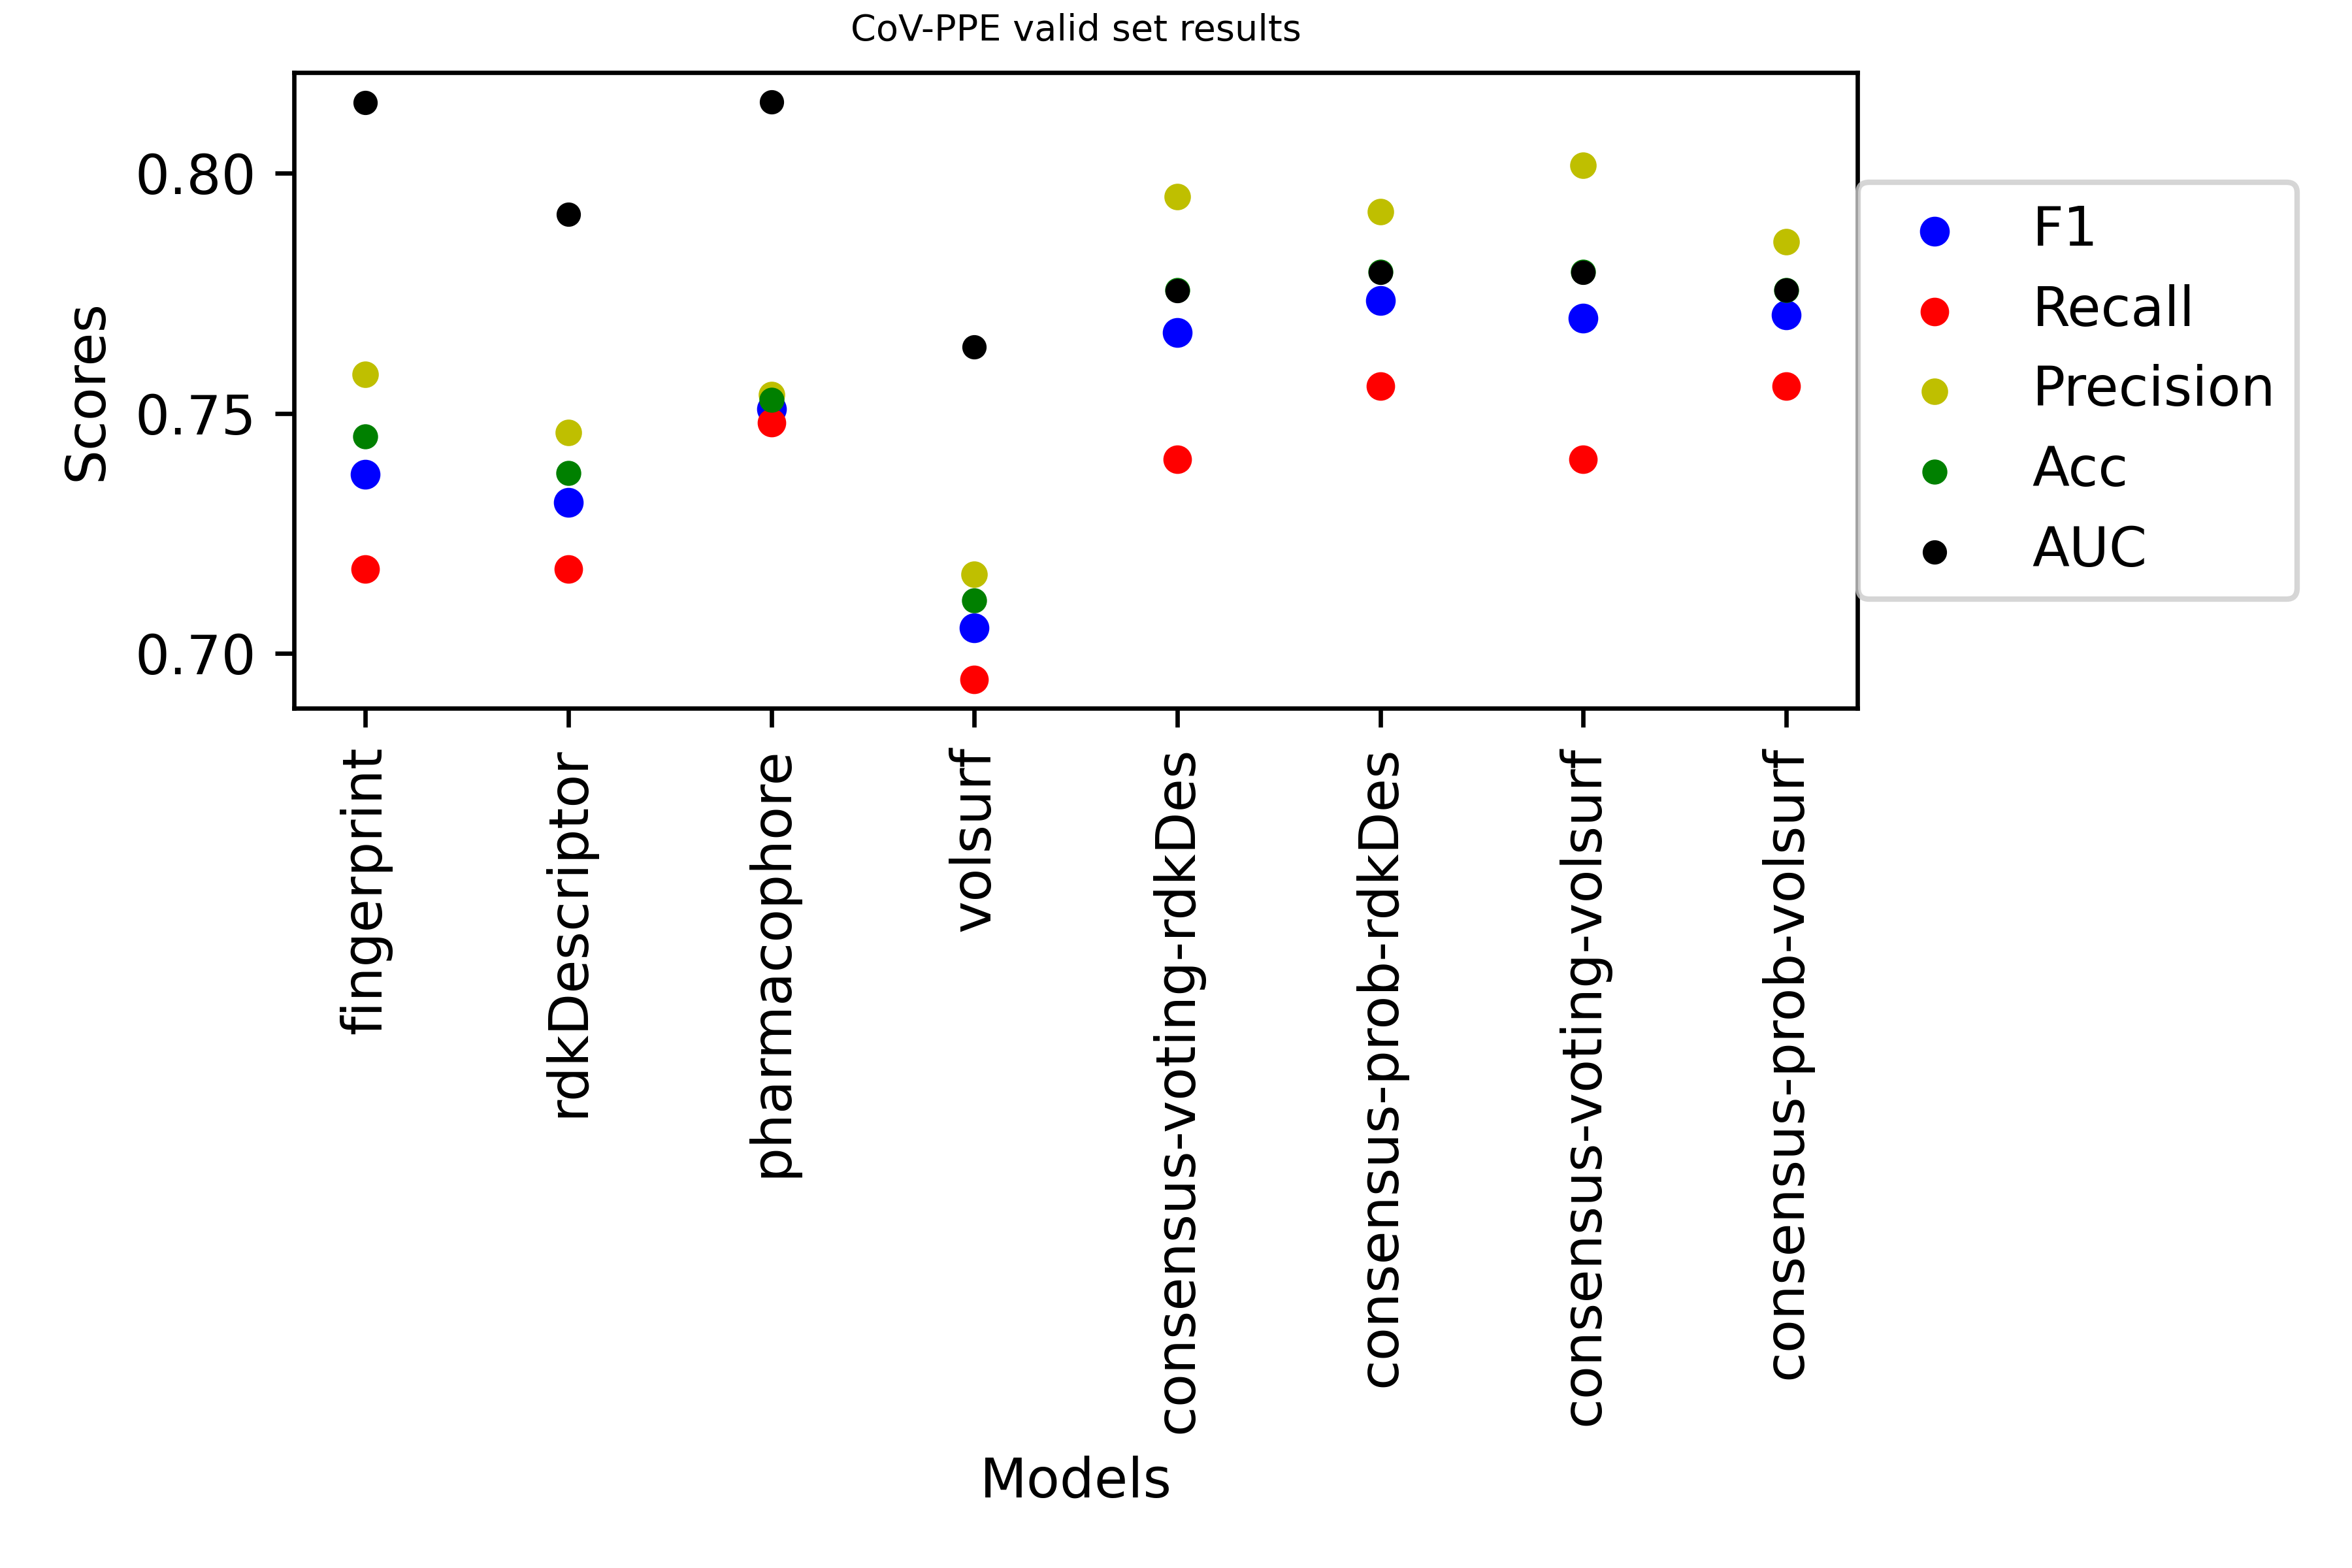 CoV-PPE valid set results
Scores
0.80
0.75
0.70
F1
Recall
Precision
Acc
AUC
fingerprint
rdkDescriptor
pharmacophore
volsurf
consensus-voting-rdkDes
consensus-prob-rdkDes
consensus-voting-volsurf
consensus-prob-volsurf
Models